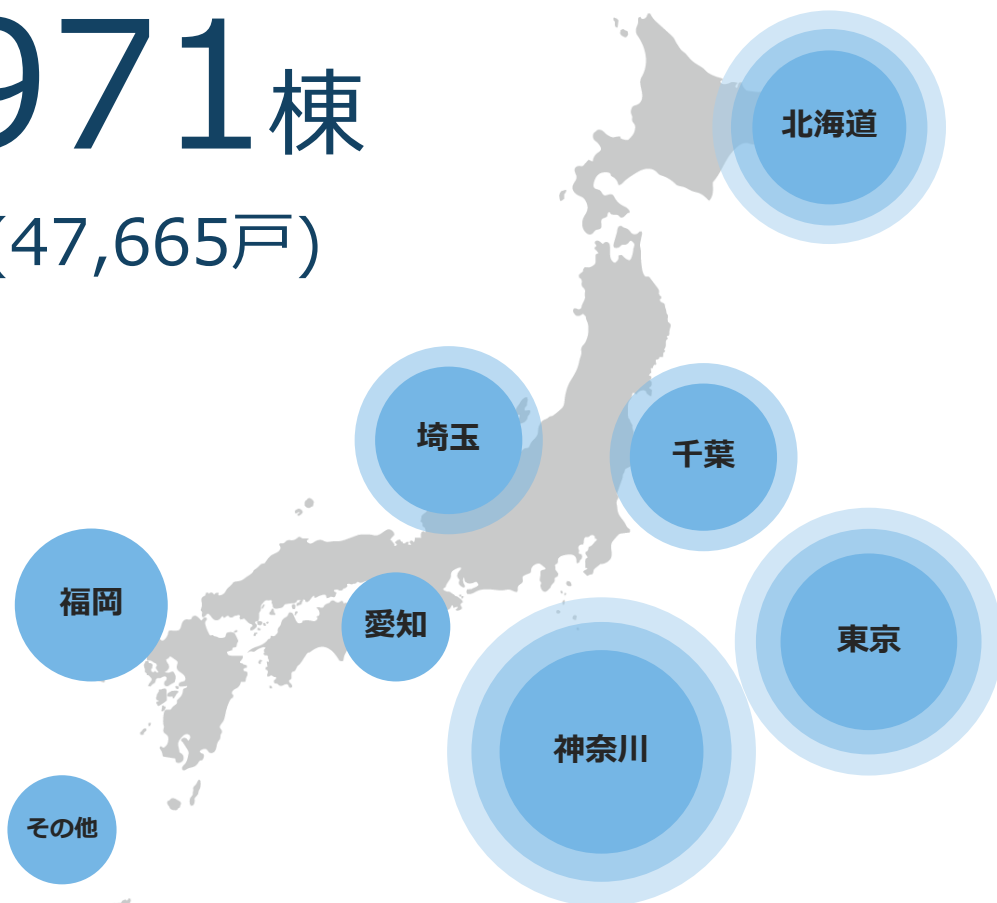 971棟
(47,665戸)
北海道
埼玉
千葉
福岡
愛知
東京
神奈川
その他